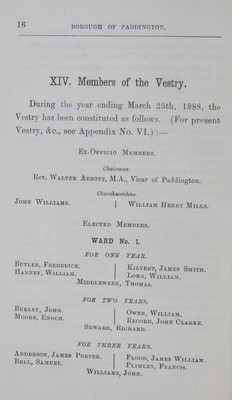 16 BOROUGH OF PADDINGTON.
XIV. Members of the Vestry.
During the year ending March 25th, 1888, the
Vestry has been constituted as follows. (For present
Vestry, &c., see Appendix No. VI.) :—
Ex-Officio Members.
Chairman.
Rev. Walter Abbott, M.A., Vicar of Paddington.
Churchwardens.
John Williams. | William Henry Mills.
Elected Members.
WARD No. 1.
FOR ONE YEAR.
Butler, Frederick. | Kilvert, James Smith.
Harney, William. | Long, William.
Middleweek, Thomas.
FOR TWO YEARS.
Burley, John. | Owen, William.
Moore, Enoch. | Record, John Clarke.
Seward, Richard.
FOR THREE YEARS.
Anderson, James Porter. | Flood, James William.
Bell, Samuel. | Plimley, Francis.
Williams, John.